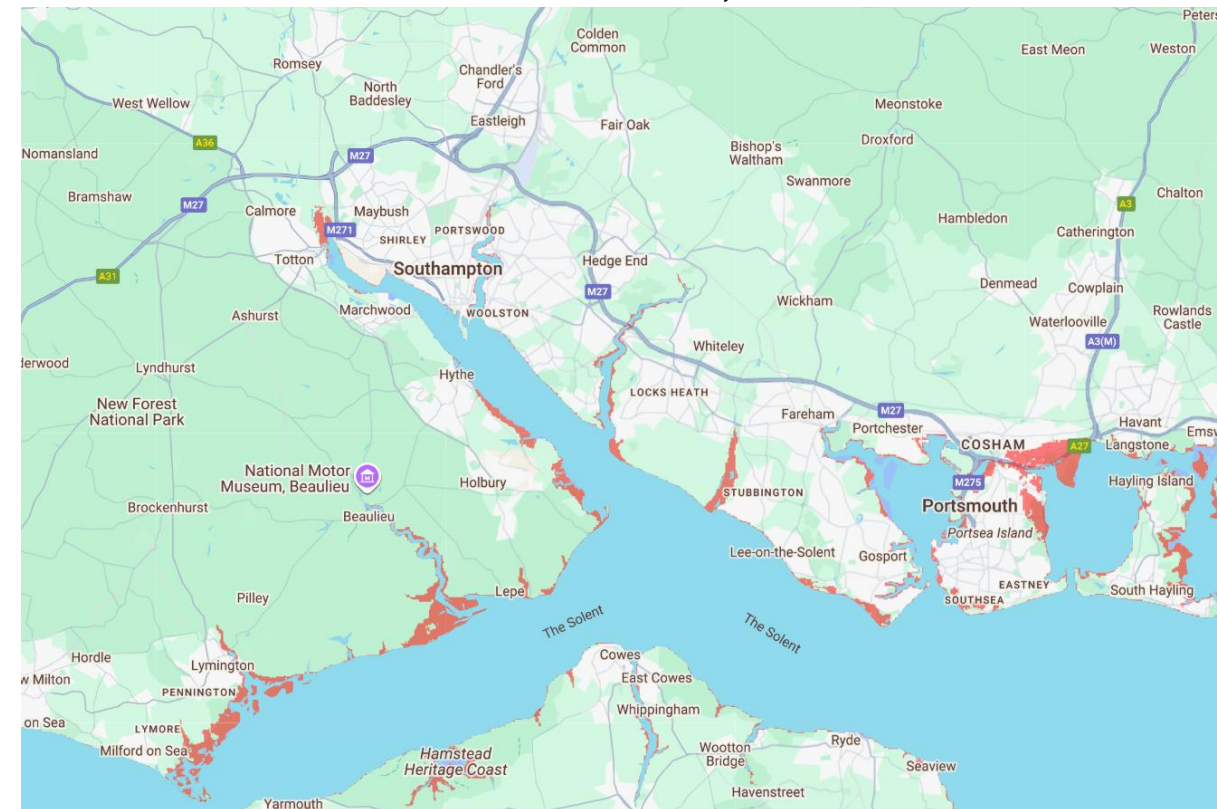 Colden
Common
Peters
East Meon
Weston
Romsey
Chandler's
Ford
North
Baddesley
West Wellow
Meonstoke
Eastleigh
Fair Oak
A36
Droxford
Bishop's
Waltham
Nomansland
M27
Swanmore
Bramshaw
M27
Chalton
A3
Calmore
Maybush
Hambledon
M271
PORTSWOOD
SHIRLEY
Catherington
Totton
Southampton
Hedge End
A31
Denmead
Cowplain
M27
Wickham
Marchwood
Ashurst
WOOLSTON
Rowlands
Castle
Waterlooville
A3(M)
Whiteley
derwood
Lyndhurst
Hythe
LOCKS HEATH
New Forest
National Park
Fareham
M27
Havant
Porchester
COSHAM
A27
Langstone
Emsw
National Motor
Museum, Beaulieu
Holbury
M275
Hayling Island
STUBBINGTON
Brockenhurst
Portsmouth
Beaulieu
Portsea Island
Lee-on-the-Solent
Gosport
EASTNEY
Pilley
Lepe
SOUTHSEA
South Hayling
The Solent
The Solent
Hordle
Lymington
Cowes
w Milton
PENNINGTON
East Cowes
Whippingham
on Sea
LYMORE
Milford on Sea
Hamstead
Heritage Coast
Wootton
Bridge
Ryde
Seaview
Havenstreet
Yarmouth